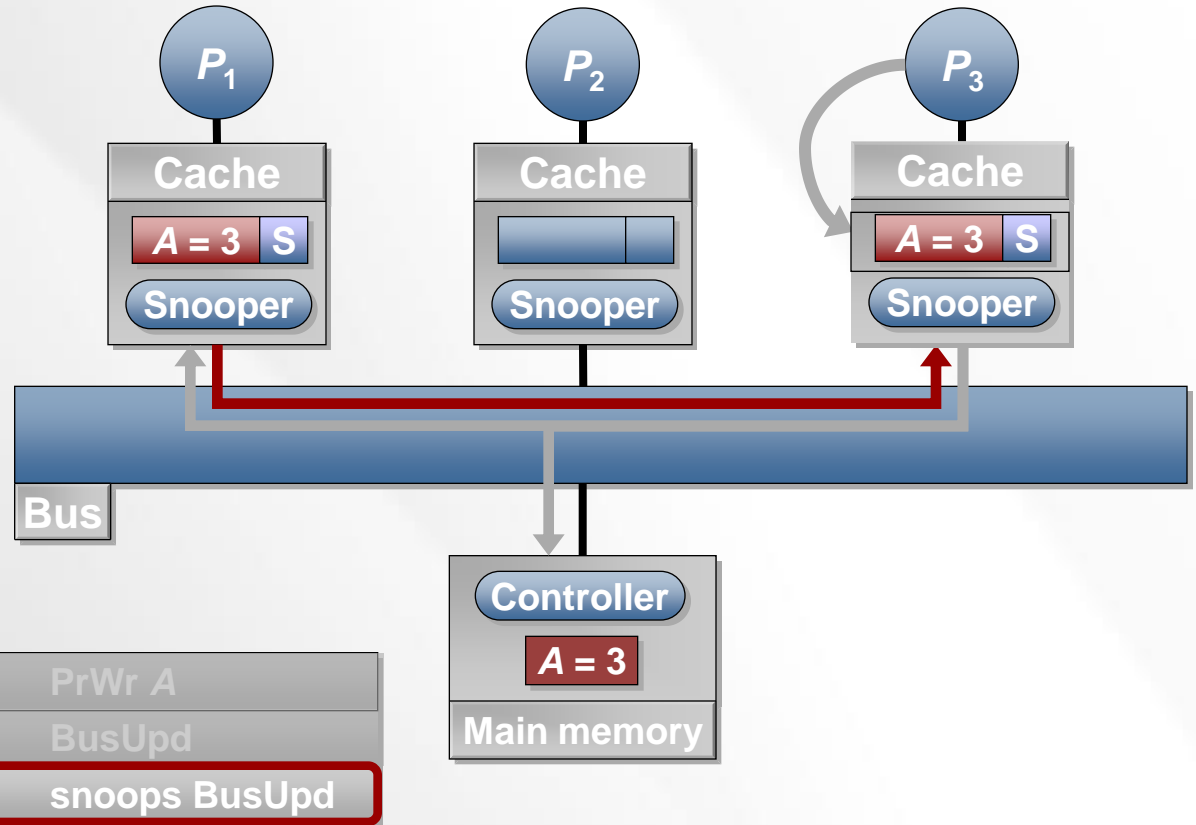 P1
P2
P3
Cache
Cache
Cache
A = 3 S
A = 3 S
Snooper
Snooper
Snooper
Bus
Controller
A = 3
Main memory
PrWr A
BusUpd
snoops BusUpd